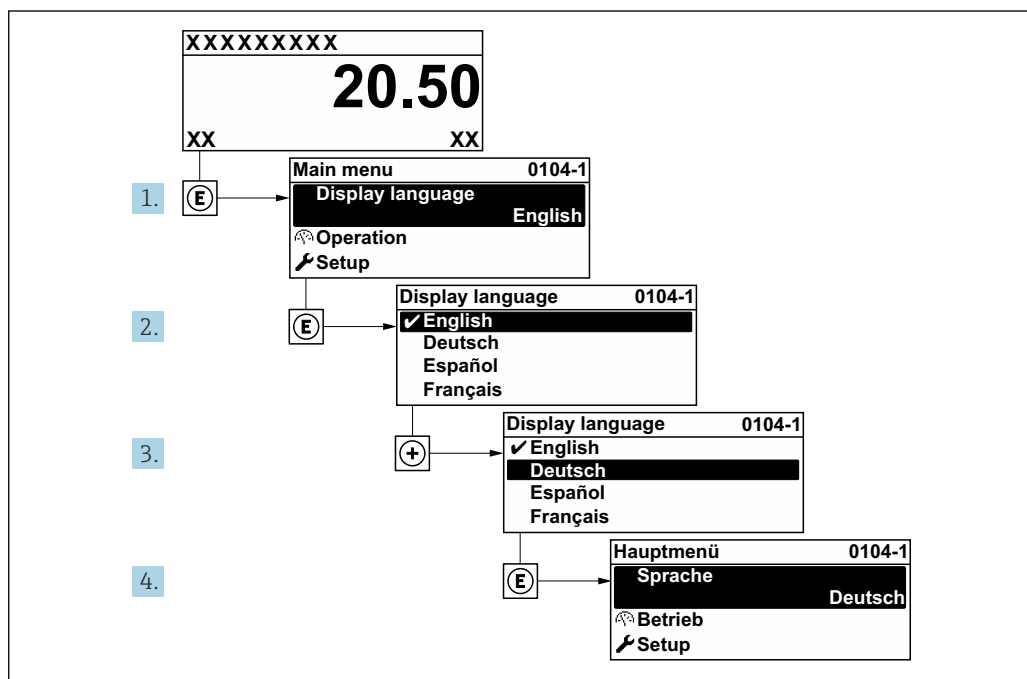 XXXXXXXXX
20.50
XX XX
1. E
Main menu 0104-1
Display language
English
Operation
Setup
2. E
Display language 0104-1
✔English
Deutsch
Español
Français
3. +
Display language 0104-1
✔English
Deutsch
Español
Français
4. E
Hauptmenü 0104-1
Sprache
Deutsch
Betrieb
Setup